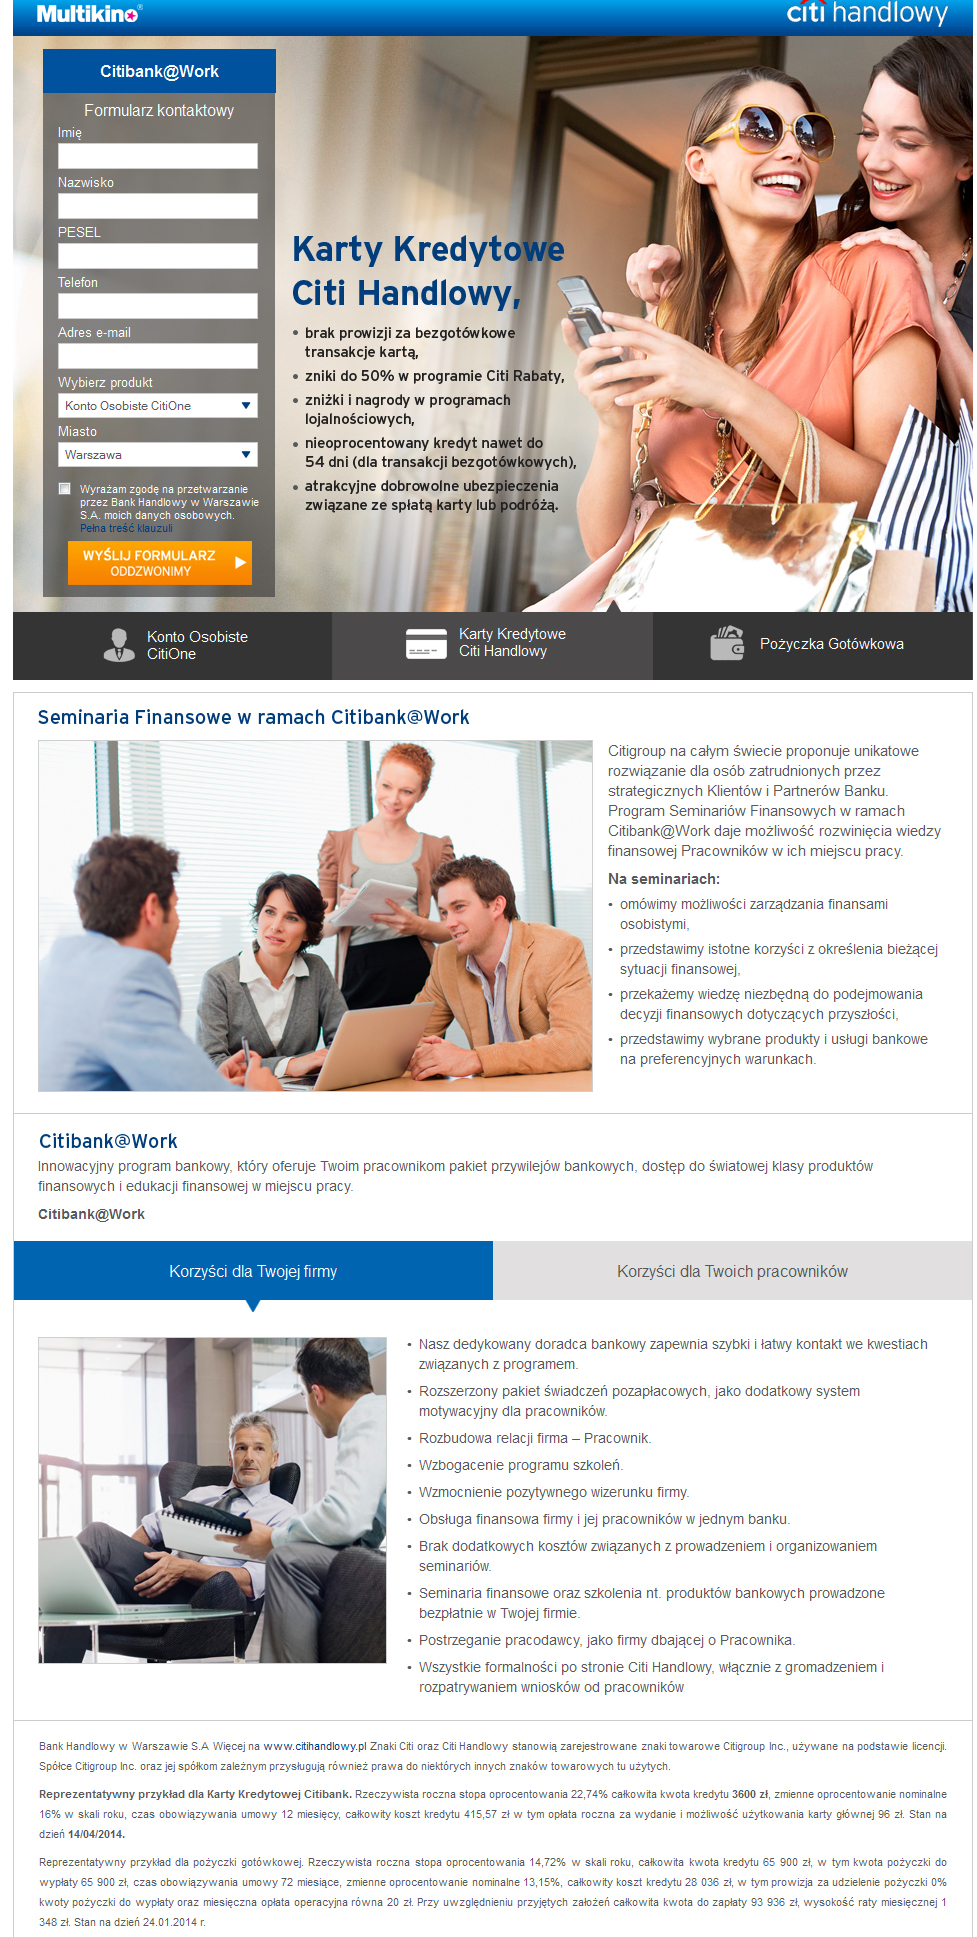 Multikino®
citi handlowy
Citibank@Work
Formularz kontaktowy
Imię
Nazwisko
PESEL
Telefon
Adres e-mail
Wybierz produkt
Konto Osobiste CitiOne
Miasto
Warszawa
Wyrażam zgodę na przetwarzanie
przez Bank Handlowy w Warszawie
S.A. moich danych osobowych.
Pełna treść klauzuli
WYŚLIJ FORMULARZ
ODDZWONIMY
Karty Kredytowe
Citi Handlowy,
• brak prowizji za bezgotówkowe
transakcje kartą,
• zniki do 50% w programie Citi Rabaty,
• zniżki i nagrody w programach
lojalnościowych,
• nieoprocentowany kredyt nawet do
54 dni (dla transakcji bezgotówkowych),
• atrakcyjne dobrowolne ubezpieczenia
związane ze spłatą karty lub podróżą.
Konto Osobiste
CitiOne
Karty Kredytowe
Citi Handlowy
Pożyczka Gotówkowa
Seminaria Finansowe w ramach Citibank@Work
Citigroup na całym świecie proponuje unikatowe
rozwiązanie dla osób zatrudnionych przez
strategicznych Klientów i Partnerów Banku.
Program Seminariów Finansowych w ramach
Citibank@Work daje możliwość rozwinięcia wiedzy
finansowej Pracowników w ich miejscu pracy.
Na seminariach:
• omówimy możliwości zarządzania finansami
osobistymi,
• przedstawimy istotne korzyści z określenia bieżącej
sytuacji finansowej,
• przekażemy wiedzę niezbędną do podejmowania
decyzji finansowych dotyczących przyszłości,
• przedstawimy wybrane produkty i usługi bankowe
na preferencyjnych warunkach.
Citibank@Work
Innowacyjny program bankowy, który oferuje Twoim pracownikom pakiet przywilejów bankowych, dostęp do światowej klasy produktów
finansowych i edukacji finansowej w miejscu pracy.
Citibank@Work
Korzyści dla Twojej firmy
Korzyści dla Twoich pracowników
• Nasz dedykowany doradca bankowy zapewnia szybki i łatwy kontakt we kwestiach
związanych z programem.
• Rozszerzony pakiet świadczeń pozapłacowych, jako dodatkowy system
motywacyjny dla pracowników.
• Rozbudowa relacji firma – Pracownik.
• Wzbogacenie programu szkoleń.
• Wzmocnienie pozytywnego wizerunku firmy.
• Obsługa finansowa firmy i jej pracowników w jednym banku.
• Brak dodatkowych kosztów związanych z prowadzeniem i organizowaniem
seminariów.
• Seminaria finansowe oraz szkolenia nt. produktów bankowych prowadzone
bezpłatnie w Twojej firmie.
• Postrzeganie pracodawcy, jako firmy dbającej o Pracownika.
• Wszystkie formalności po stronie Citi Handlowy, włącznie z gromadzeniem i
rozpatrywaniem wniosków od pracowników
Bank Handlowy w Warszawie S.A Więcej na www.citihandlowy.pl Znaki Citi oraz Citi Handlowy stanowią zarejestrowane znaki towarowe Citigroup Inc., używane na podstawie licencji.
Spółce Citigroup Inc. oraz jej spółkom zależnym przysługują również prawa do niektórych innych znaków towarowych tu użytych.
Reprezentatywny przykład dla Karty Kredytowej Citibank. Rzeczywista roczna stopa oprocentowania 22,74% całkowita kwota kredytu 3600 zł, zmienne oprocentowanie nominalne
16% w skali roku, czas obowiązywania umowy 12 miesięcy, całkowity koszt kredytu 415,57 zł w tym opłata roczna za wydanie i możliwość użytkowania karty głównej 96 zł. Stan na
dzień 14/04/2014.
Reprezentatywny przykład dla pożyczki gotówkowej. Rzeczywista roczna stopa oprocentowania 14,72% w skali roku, całkowita kwota kredytu 65 900 zł, w tym kwota pożyczki do
wypłaty 65 900 zł, czas obowiązywania umowy 72 miesiące, zmienne oprocentowanie nominalne 13,15%, całkowity koszt kredytu 28 036 zł, w tym prowizja za udzielenie pożyczki 0%
kwoty pożyczki do wypłaty oraz miesięczna opłata operacyjna równa 20 zł. Przy uwzględnieniu przyjętych założeń całkowita kwota do zapłaty 93 936 zł, wysokość raty miesięcznej 1
348 zł. Stan na dzień 24.01.2014 r.